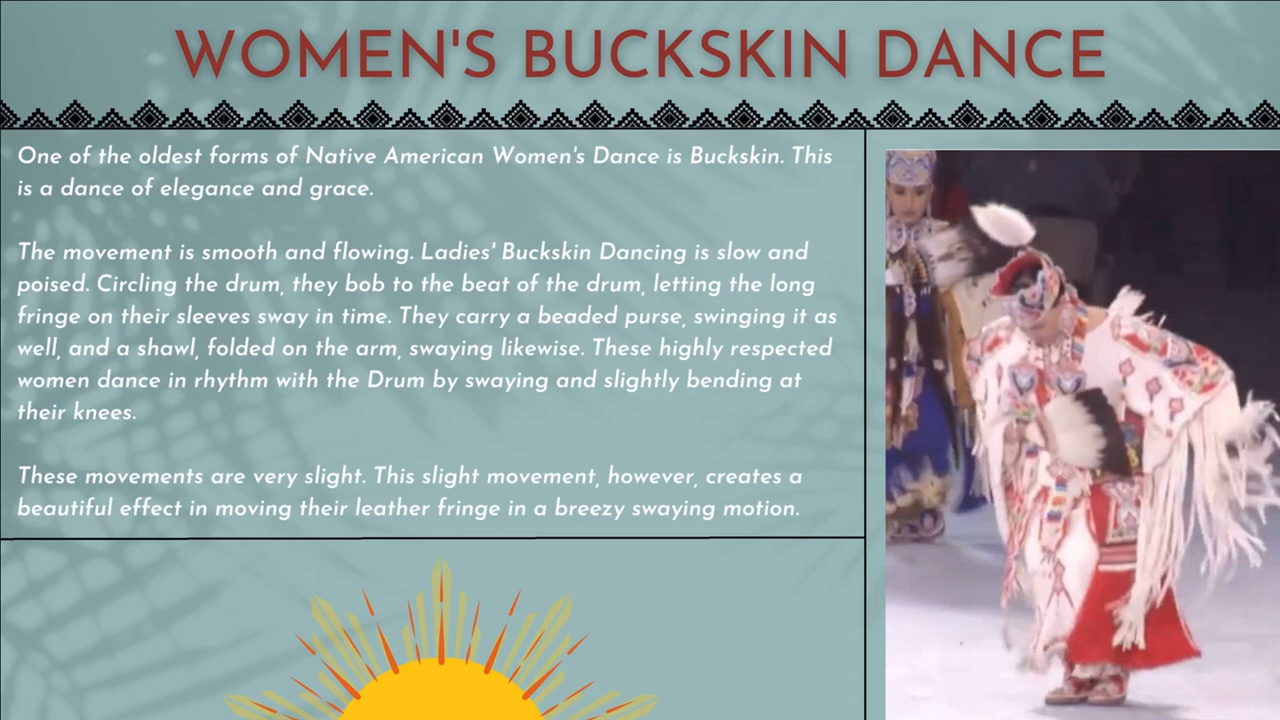 WOMEN'S BUCKSKIN DANCE
One of the oldest forms of Native American Women's Dance is Buckskin. This
is a dance of elegance and grace.
The movement is smooth and flowing. Ladies' Buckskin Dancing is slow and
poised. Circling the drum, they bob to the beat of the drum, letting the long
fringe on their sleeves sway in time. They carry a beaded purse, swinging it as
well, and a shawl, folded on the arm, swaying likewise. These highly respected
women dance in rhythm with the Drum by swaying and slightly bending at
their knees.
These movements are very slight. This slight movement, however, creates a
beautiful effect in moving their leather fringe in a breezy swaying motion.